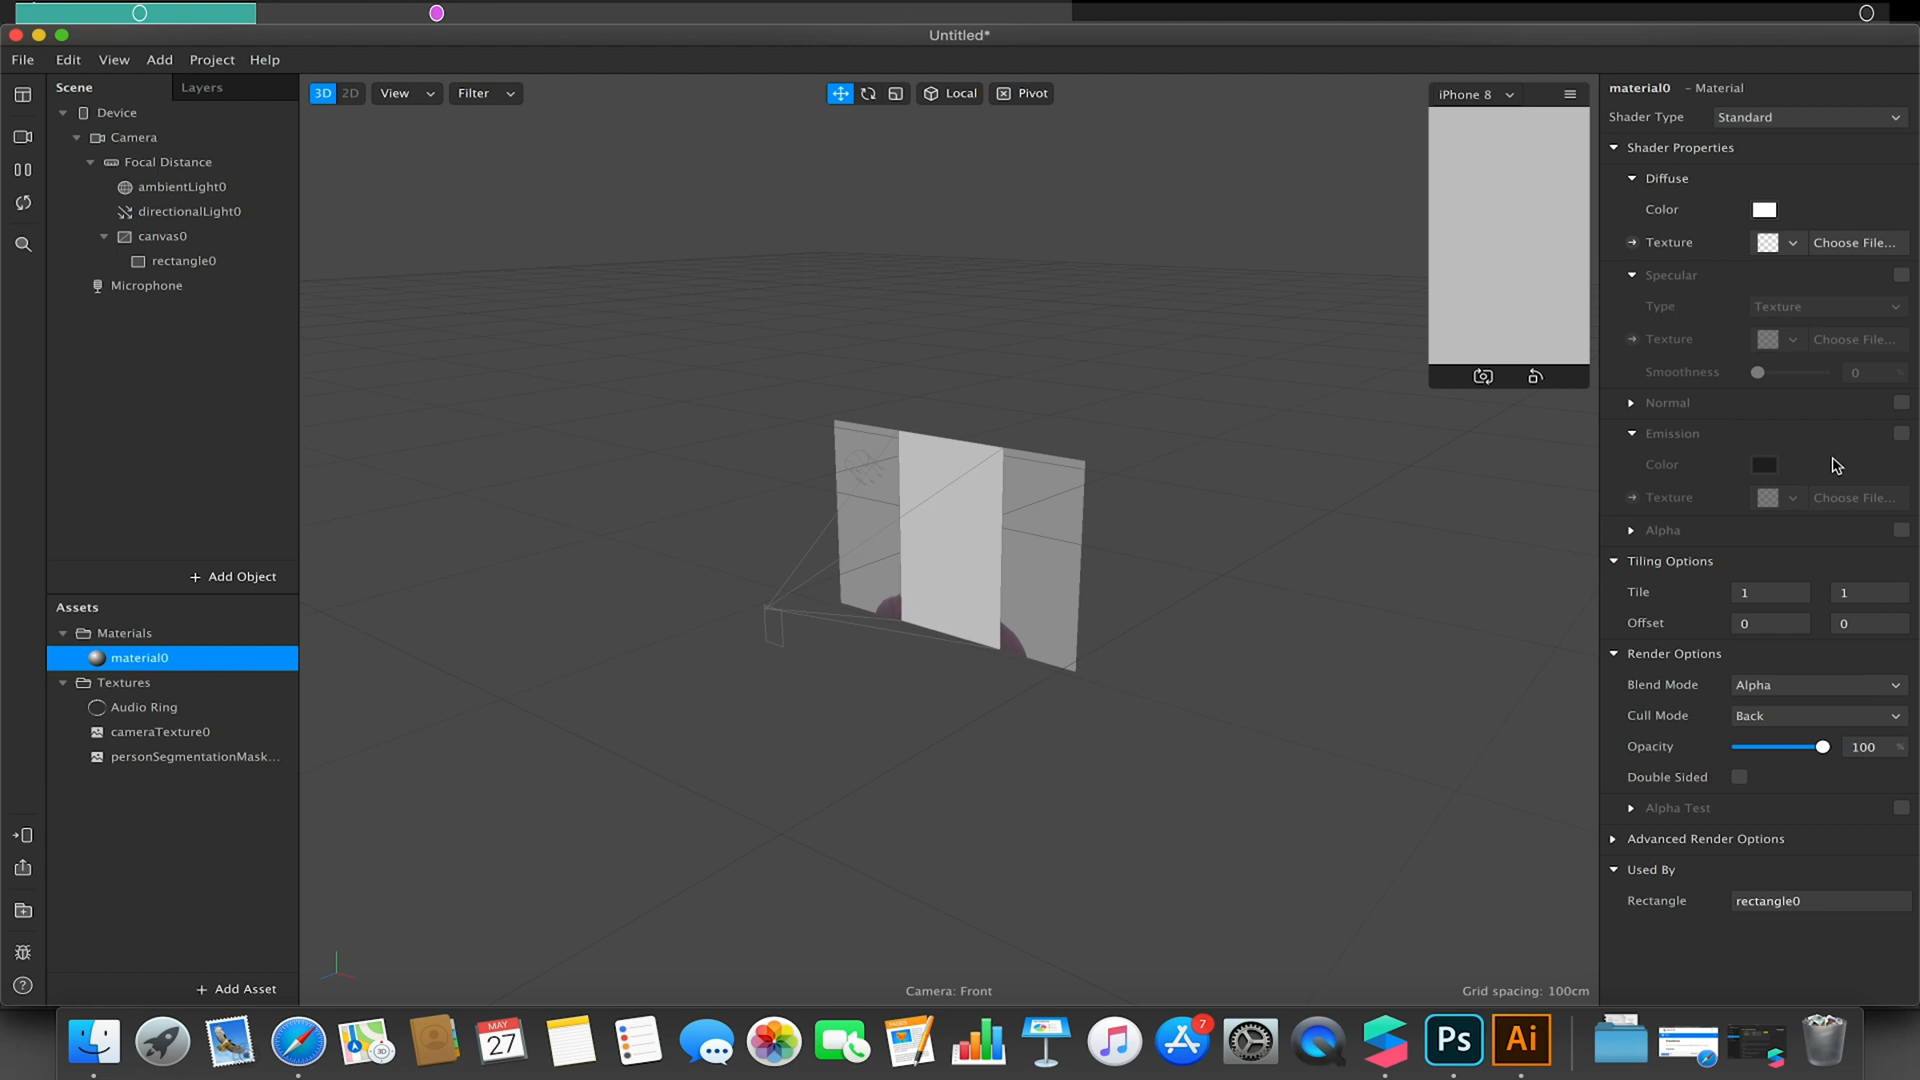 Untitled*
File Edit View Add Project Help
Scene Layers
Device
Camera
Focal Distance
ambientLight0
directionalLight0
canvas0
rectangle0
Microphone
+ Add Object
Assets
Materials
material0
Textures
Audio Ring
cameraTexture0
personSegmentationMask...
+ Add Asset
3D 2D View Filter
Local Pivot
iPhone 8
Camera: Front
Grid spacing: 100cm
material0 - Material
Shader Type Standard
Shader Properties
Diffuse
Color
Texture Choose File...
Specular
Type Texture
Texture Choose File...
Smoothness 0 %
Normal
Emission
Color
Texture Choose File...
Alpha
Tiling Options
Tile 1 1
Offset 0 0
Render Options
Blend Mode Alpha
Cull Mode Back
Opacity 100 %
Double Sided
Alpha Test
Advanced Render Options
Used By
Rectangle rectangle0
MAY
27
PAGES
7
Ps
Ai